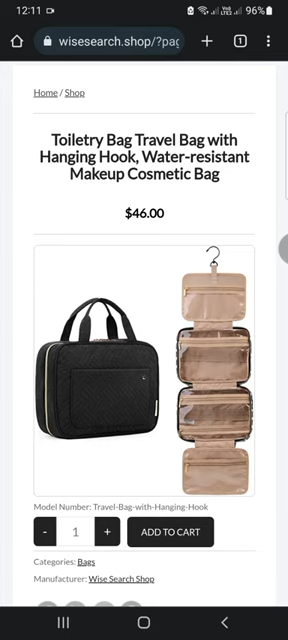 12:11
96%
wisesearch.shop/?pag
1
Home / Shop
Toiletry Bag Travel Bag with
Hanging Hook, Water-resistant
Makeup Cosmetic Bag
$46.00
Model Number: Travel-Bag-with-Hanging-Hook
- 1 + ADD TO CART
Categories: Bags
Manufacturer: Wise Search Shop